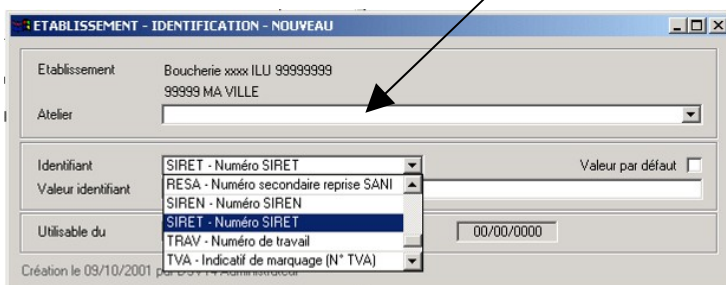 ETABLISSEMENT - IDENTIFICATION - NOUVEAU
Etablissement Boucherie xxxx ILU 99999999
99999 MA VILLE
Atelier
Identifiant SIRET - Numéro SIRET Valeur par défaut
Valeur identifiant RESA - Numéro secondaire reprise SANI
SIREN - Numéro SIREN
SIRET - Numéro SIRET
Utilisable du 00/00/0000
TRAV - Numéro de travail
TVA - Indicatif de marquage (N° TVA)
Création le 09/10/2001